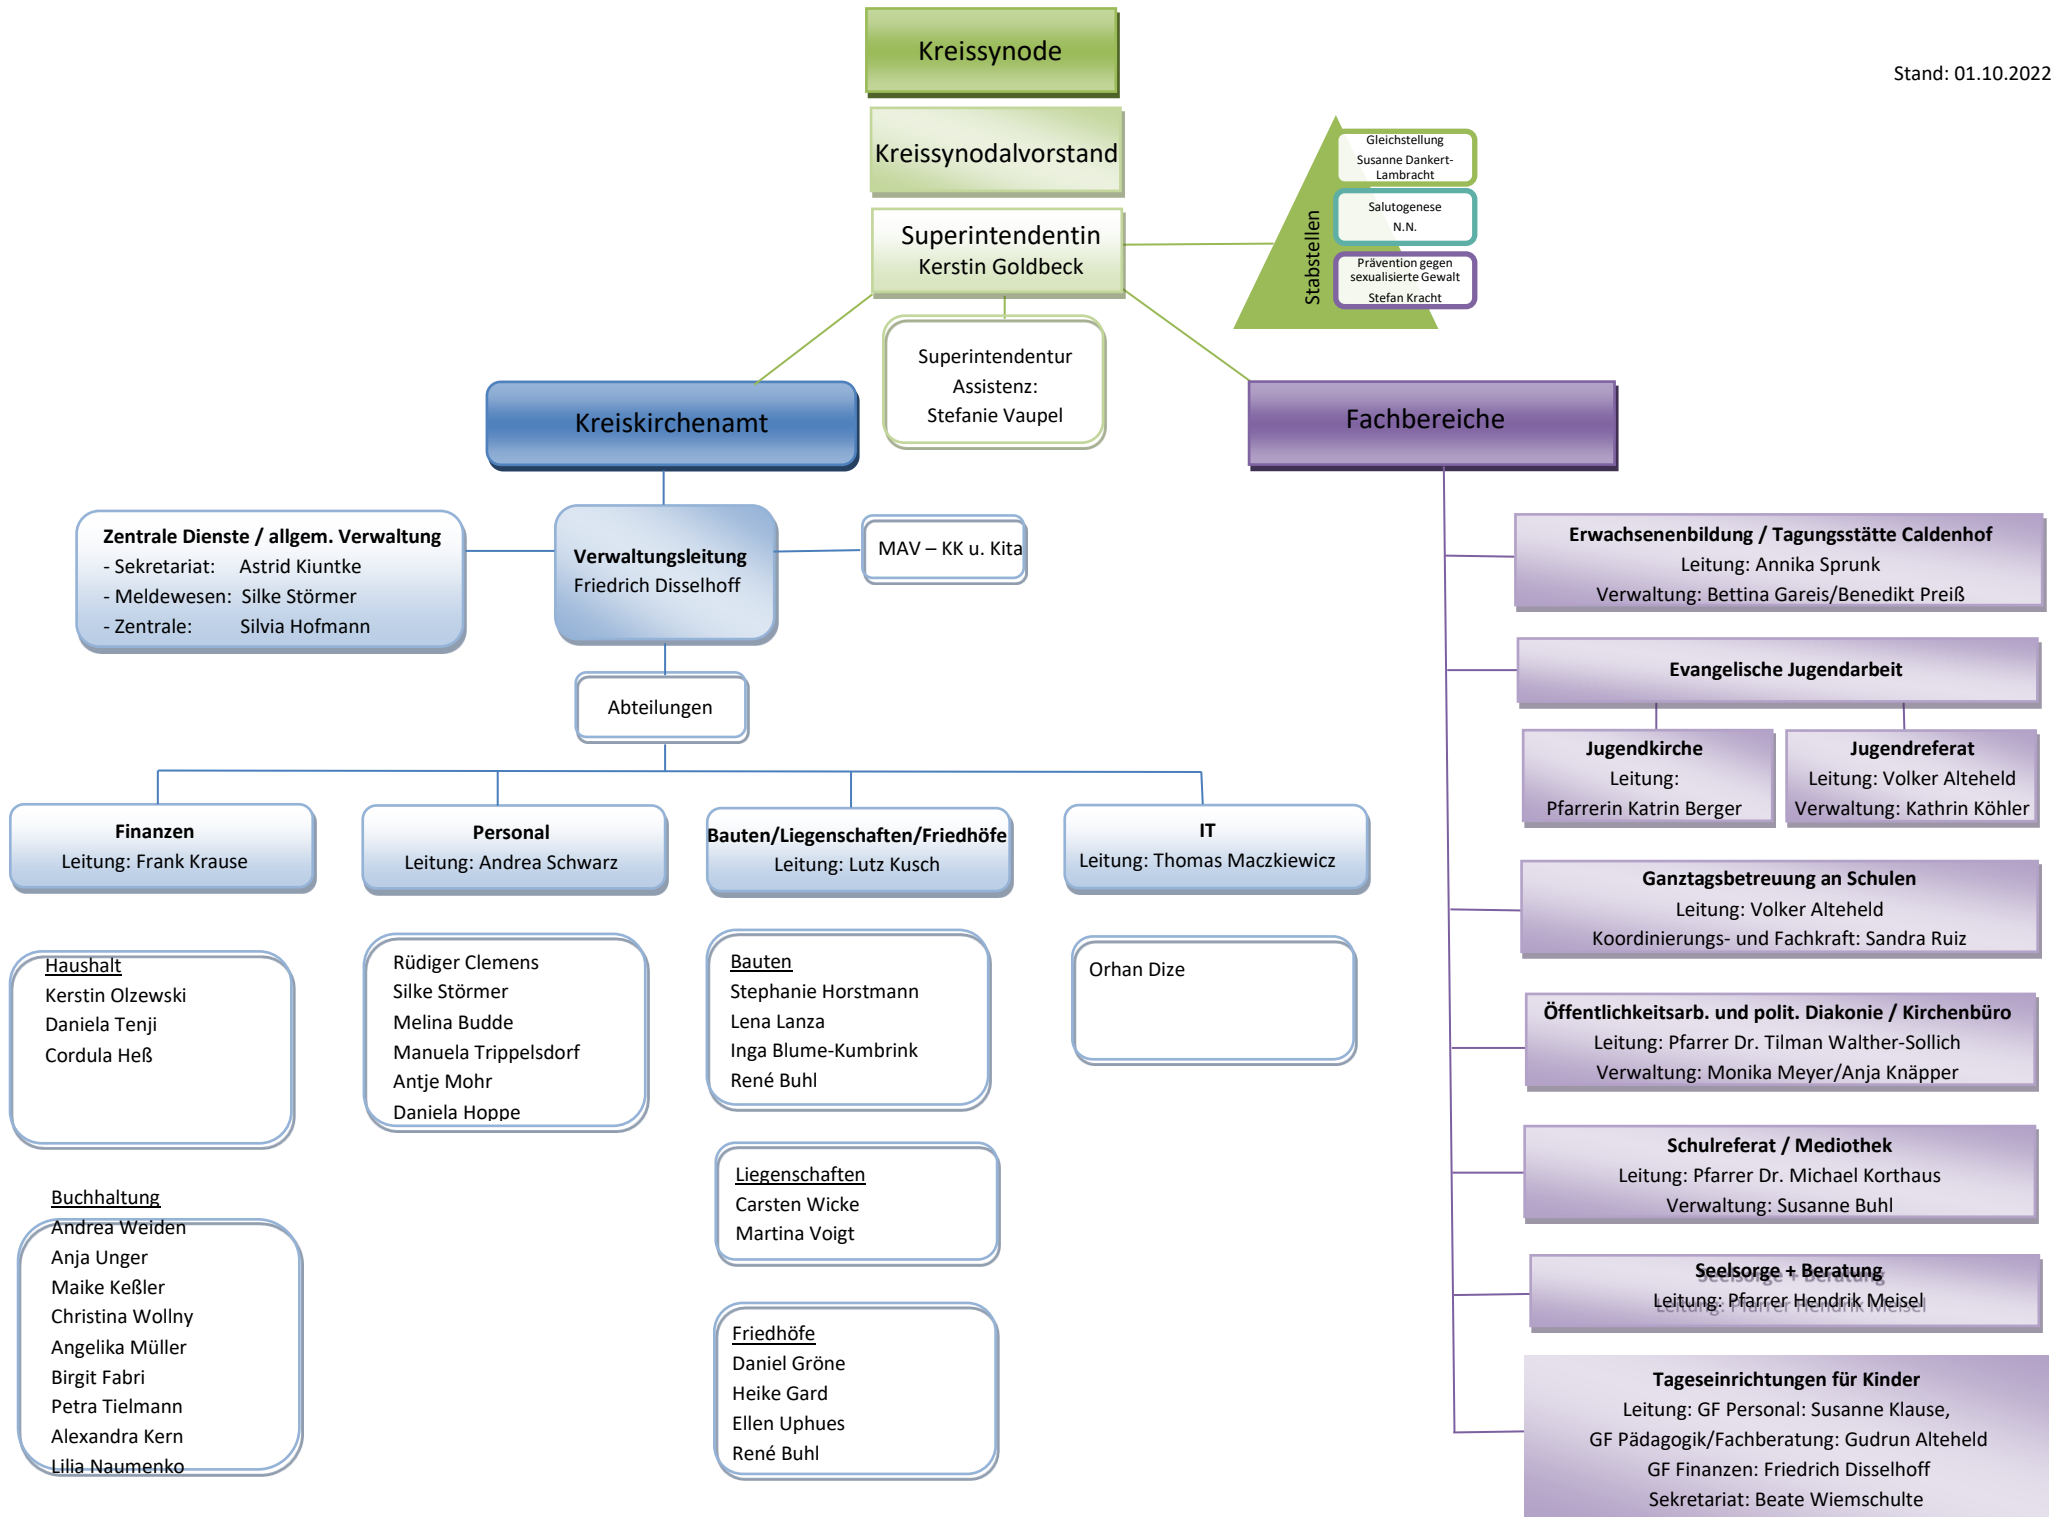 Kreissynode
Stand: 01.10.2022
Kreissynodalvorstand
Superintendentin
Kerstin Goldbeck
Stabstellen
Gleichstellung
Susanne Dankert-
Lambracht
Salutogenese
N.N.
Prävention gegen
sexualisierte Gewalt
Stefan Kracht
Superintendentur
Assistenz:
Stefanie Vaupel
Kreiskirchenamt
Fachbereiche
Zentrale Dienste / allgem. Verwaltung
- Sekretariat: Astrid Kiuntke
- Meldewesen: Silke Störmer
- Zentrale: Silvia Hofmann
Verwaltungsleitung
Friedrich Disselhoff
MAV – KK u. Kita
Abteilungen
Finanzen
Leitung: Frank Krause
Personal
Leitung: Andrea Schwarz
Bauten/Liegenschaften/Friedhöfe
Leitung: Lutz Kusch
IT
Leitung: Thomas Maczkiewicz
Haushalt
Kerstin Olzewski
Daniela Tenji
Cordula Heß
Buchhaltung
Andrea Weiden
Anja Unger
Maike Keßler
Christina Wollny
Angelika Müller
Birgit Fabri
Petra Tielmann
Alexandra Kern
Lilia Naumenko
Rüdiger Clemens
Silke Störmer
Melina Budde
Manuela Trippelsdorf
Antje Mohr
Daniela Hoppe
Bauten
Stephanie Horstmann
Lena Lanza
Inga Blume-Kumbrink
René Buhl
Liegenschaften
Carsten Wicke
Martina Voigt
Friedhöfe
Daniel Gröne
Heike Gard
Ellen Uphues
René Buhl
Orhan Dize
Erwachsenenbildung / Tagungsstätte Caldenhof
Leitung: Annika Sprunk
Verwaltung: Bettina Gareis/Benedikt Preiß
Evangelische Jugendarbeit
Jugendkirche
Leitung:
Pfarrerin Katrin Berger
Jugendreferat
Leitung: Volker Alteheld
Verwaltung: Kathrin Köhler
Ganztagsbetreuung an Schulen
Leitung: Volker Alteheld
Koordinierungs- und Fachkraft: Sandra Ruiz
Öffentlichkeitsarb. und polit. Diakonie / Kirchenbüro
Leitung: Pfarrer Dr. Tilman Walther-Sollich
Verwaltung: Monika Meyer/Anja Knäpper
Schulreferat / Mediothek
Leitung: Pfarrer Dr. Michael Korthaus
Verwaltung: Susanne Buhl
Seelsorge + Beratung
Leitung: Pfarrer Hendrik Meisel
Tageseinrichtungen für Kinder
Leitung: GF Personal: Susanne Klause,
GF Pädagogik/Fachberatung: Gudrun Alteheld
GF Finanzen: Friedrich Disselhoff
Sekretariat: Beate Wiemschulte